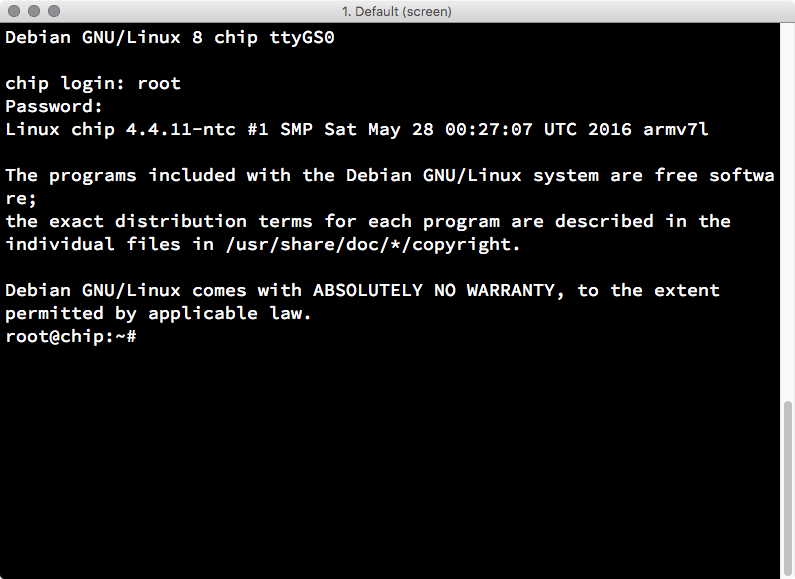 1. Default (screen)
Debian GNU/Linux 8 chip ttyGS0
chip login: root
Password:
Linux chip 4.4.11-ntc #1 SMP Sat May 28 00:27:07 UTC 2016 armv7l
The programs included with the Debian GNU/Linux system are free softwa
re;
the exact distribution terms for each program are described in the
individual files in /usr/share/doc/*/copyright.
Debian GNU/Linux comes with ABSOLUTELY NO WARRANTY, to the extent
permitted by applicable law.
root@chip:~#